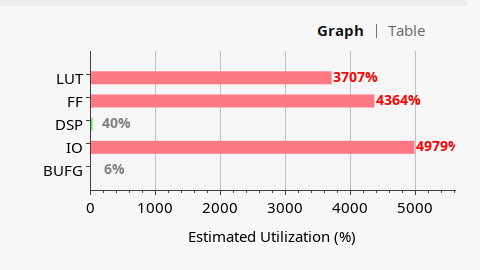 Graph | Table
LUT 3707%
FF 4364%
DSP 40%
IO 4979%
BUFG 6%
0 1000 2000 3000 4000 5000
Estimated Utilization (%)